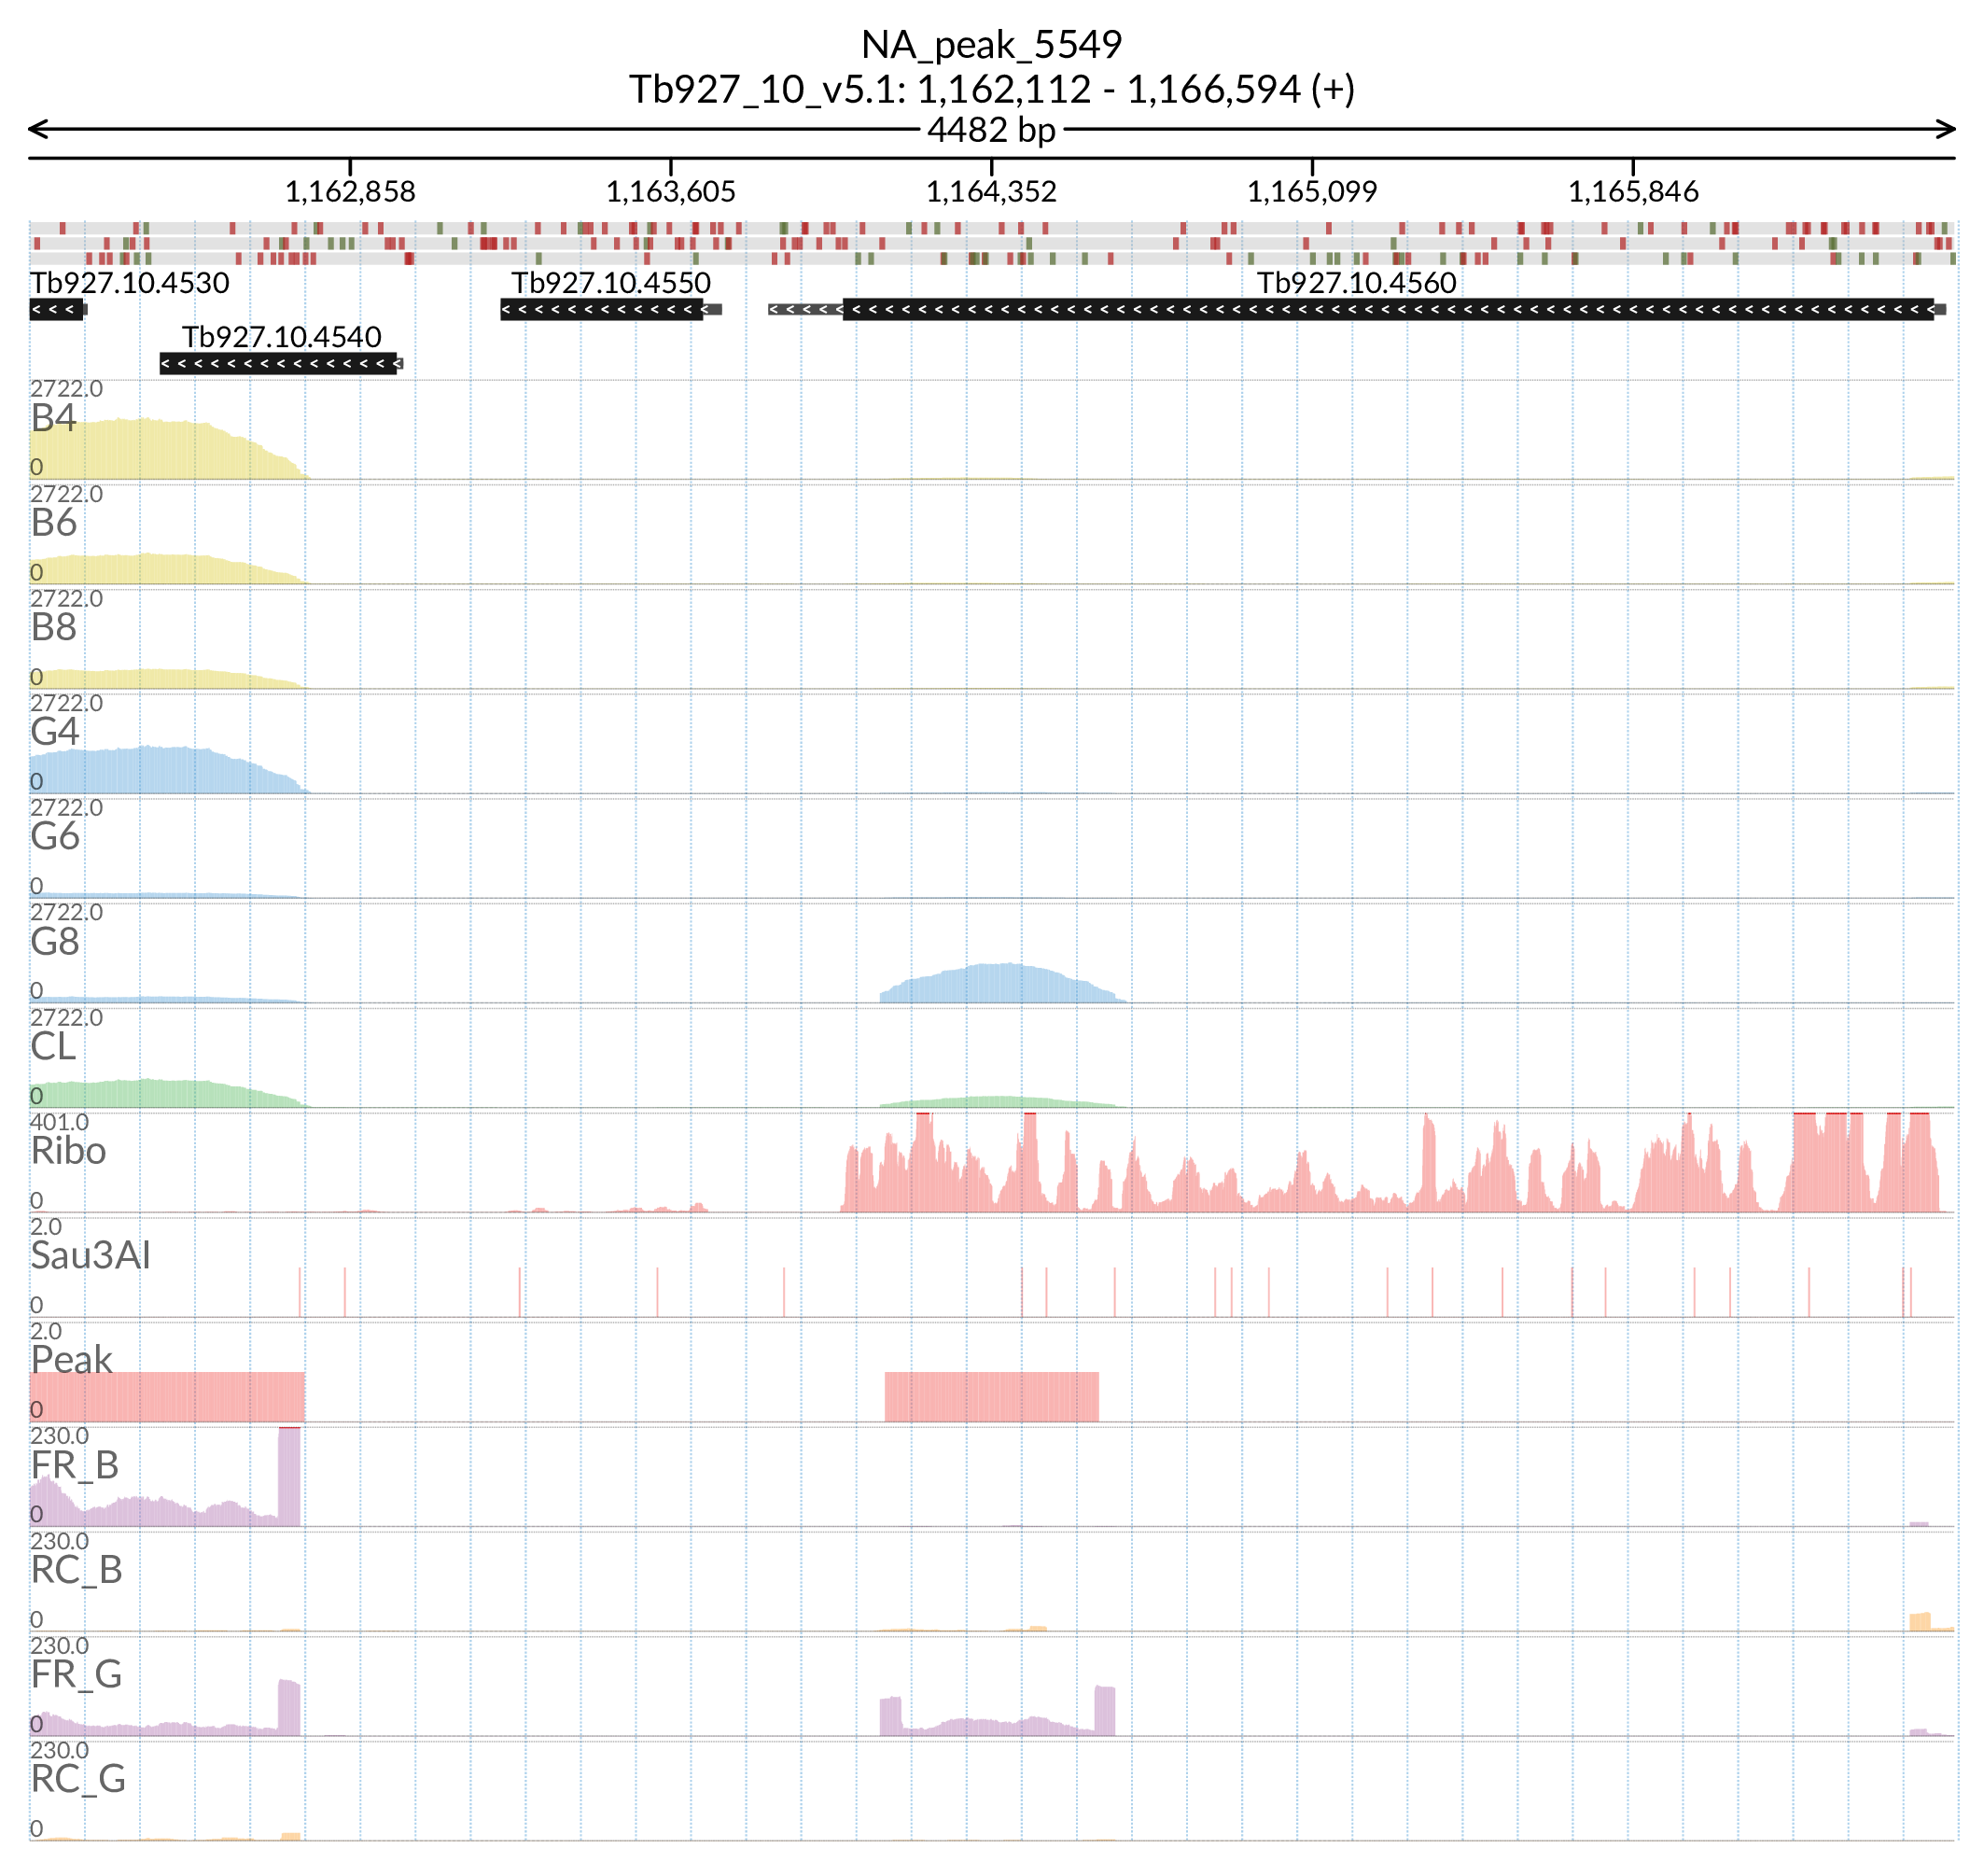 NA_peak_5549
Tb927_10_v5.1: 1,162,112 - 1,166,594 (+)
4482 bp
1,162,858 1,163,605 1,164,352 1,165,099 1,165,846
Tb927.10.4530 Tb927.10.4550 Tb927.10.4560
Tb927.10.4540
2722.0
B4
0
2722.0
B6
0
2722.0
B8
0
2722.0
G4
0
2722.0
G6
0
2722.0
G8
0
2722.0
CL
0
401.0
Ribo
0
2.0
Sau3AI
0
2.0
Peak
0
230.0
FR_B
0
230.0
RC_B
0
230.0
FR_G
0
230.0
RC_G
0